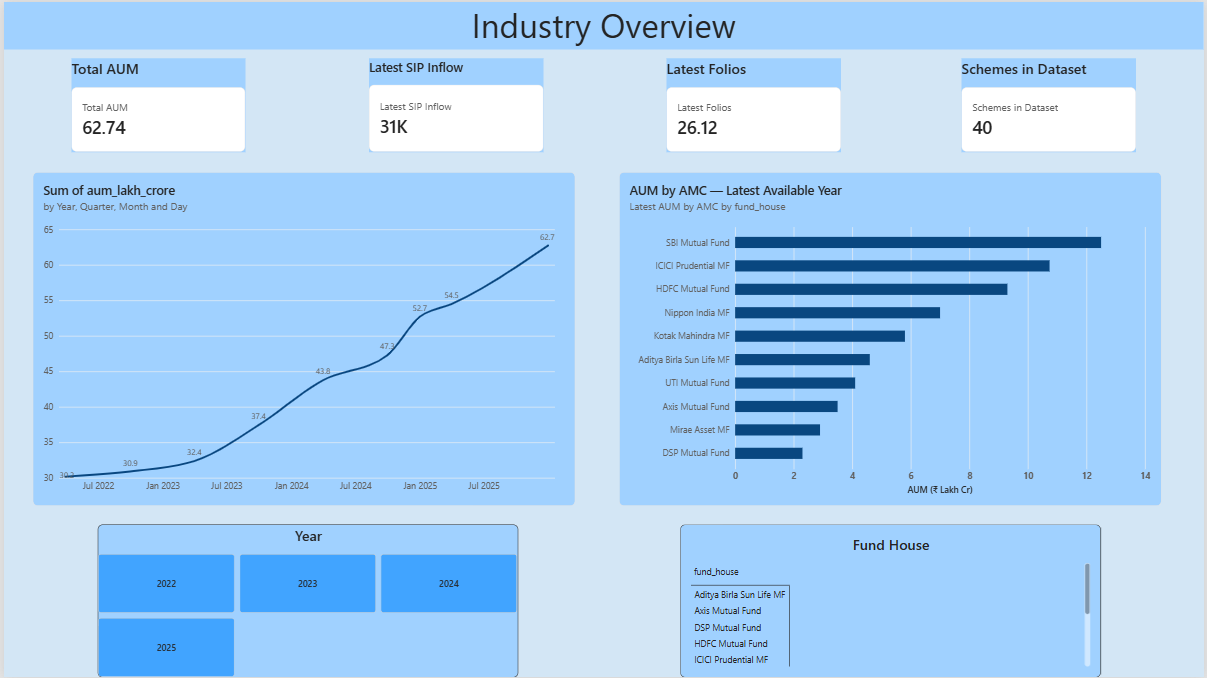 Industry Overview
Total AUM
Total AUM
62.74
Latest SIP Inflow
Latest SIP Inflow
31K
Latest Folios
Latest Folios
26.12
Schemes in Dataset
Schemes in Dataset
40
Sum of aum_lakh_crore
by Year, Quarter, Month and Day
65
60
55
50
45
40
35
30
30.2
30.9
32.4
37.4
43.8
47.3
52.7
54.5
62.7
Jul 2022
Jan 2023
Jul 2023
Jan 2024
Jul 2024
Jan 2025
Jul 2025
AUM by AMC — Latest Available Year
Latest AUM by AMC by fund_house
SBI Mutual Fund
ICICI Prudential MF
HDFC Mutual Fund
Nippon India MF
Kotak Mahindra MF
Aditya Birla Sun Life MF
UTI Mutual Fund
Axis Mutual Fund
Mirae Asset MF
DSP Mutual Fund
0 2 4 6 8 10 12 14
AUM (₹ Lakh Cr)
Year
2022
2023
2024
2025
Fund House
fund_house
Aditya Birla Sun Life MF
Axis Mutual Fund
DSP Mutual Fund
HDFC Mutual Fund
ICICI Prudential MF